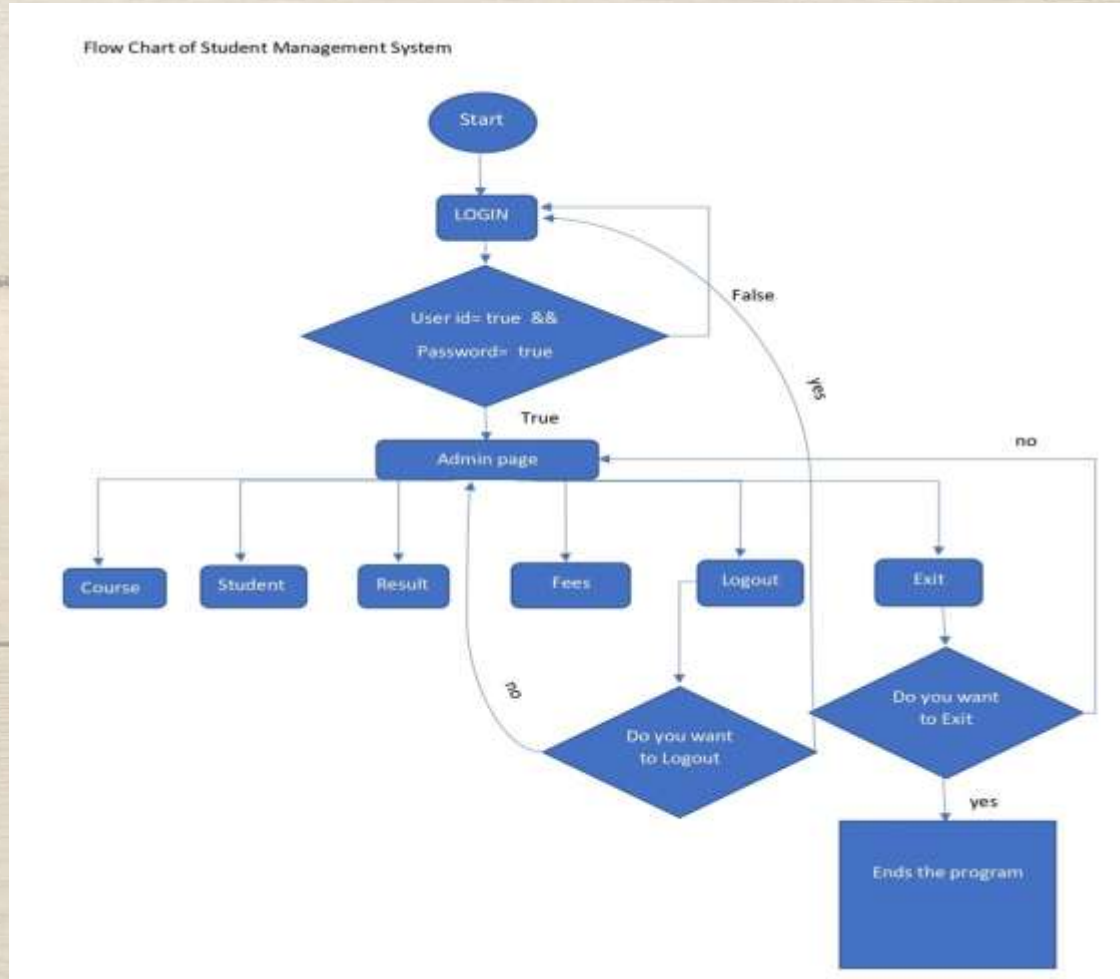 Flow Chart of Student Management System
Start
LOGIN
User id= true &&
Password= true
False
yes
True
Admin page
no
Course
Student
Result
Fees
Logout
Exit
no
Do you want
to Logout
Do you want
to Exit
yes
Ends the program